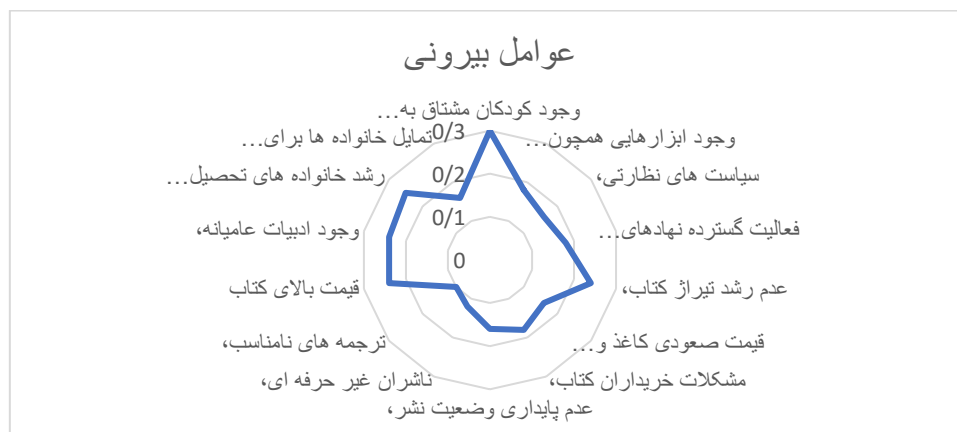 عوامل بیرونی
وجود کودکان مشتاق به...
وجود ابزارهایی همچون...
سیاست های نظارتی،
فعالیت گسترده نهادهای...
عدم رشد تیراژ کتاب،
قیمت صعودی کاغذ و...
مشکلات خریداران کتاب،
عدم پایداری وضعیت نشر،
ناشران غیر حرفه ای،
ترجمه های نامناسب،
قیمت بالای کتاب
وجود ادبیات عامیانه،
رشد خانواده های تحصیل...
تمایل خانواده ها برای...
0/3
0/2
0/1
0